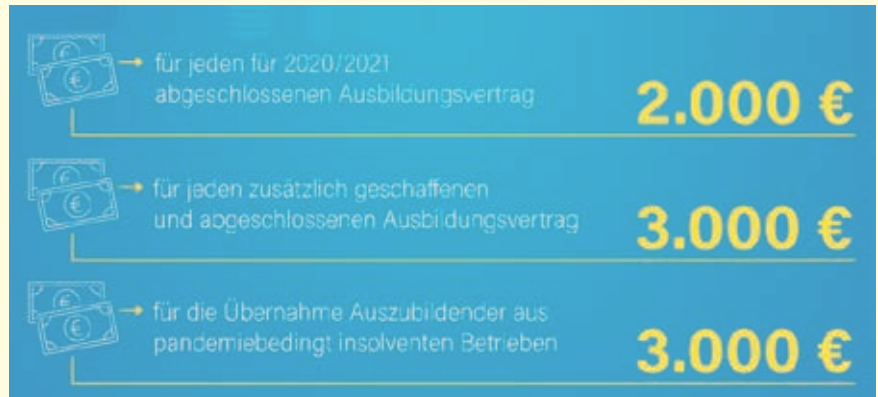 für jeden für 2020/2021
abgeschlossenen Ausbildungsvertrag
2.000 €
für jeden zusätzlich geschaffenen
und abgeschlossenen Ausbildungsvertrag
3.000 €
für die Übernahme Auszubildender aus
pandemiebedingt insolventen Betrieben
3.000 €